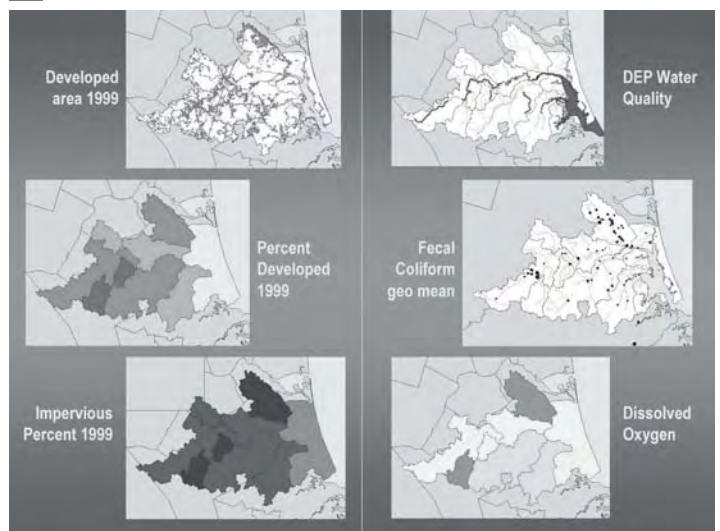 Developed
area 1999
DEP Water
Quality
Percent
Developed
1999
Fecal
Coliform
geo mean
Impervious
Percent 1999
Dissolved
Oxygen